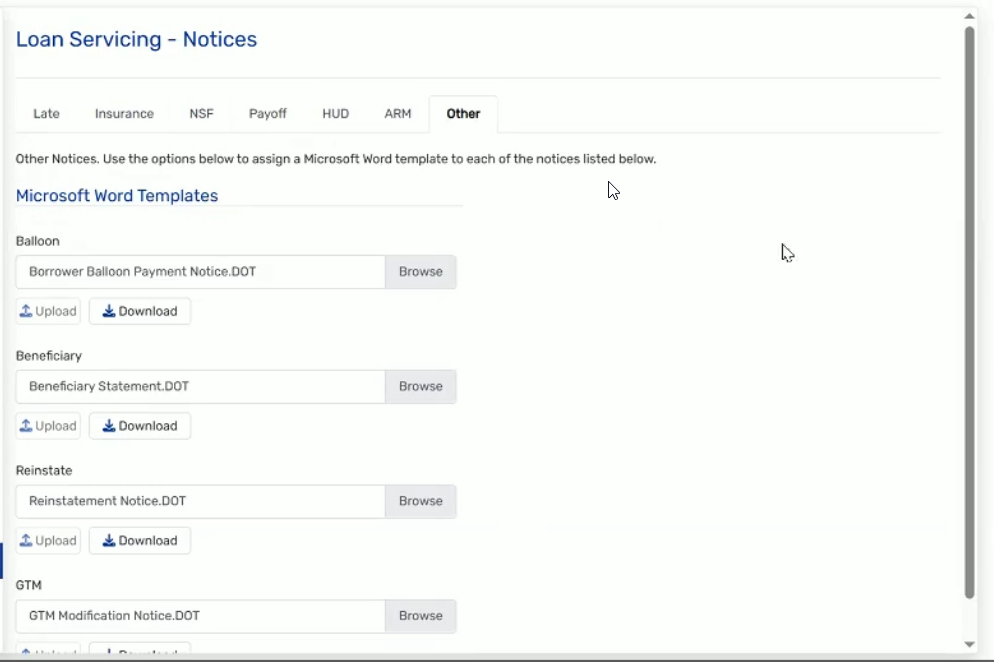 Loan Servicing - Notices
Late Insurance NSF Payoff HUD ARM Other
Other Notices. Use the options below to assign a Microsoft Word template to each of the notices listed below.
Microsoft Word Templates
Balloon
Borrower Balloon Payment Notice.DOT Browse
Upload Download
Beneficiary
Beneficiary Statement.DOT Browse
Upload Download
Reinstate
Reinstatement Notice.DOT Browse
Upload Download
GTM
GTM Modification Notice.DOT Browse